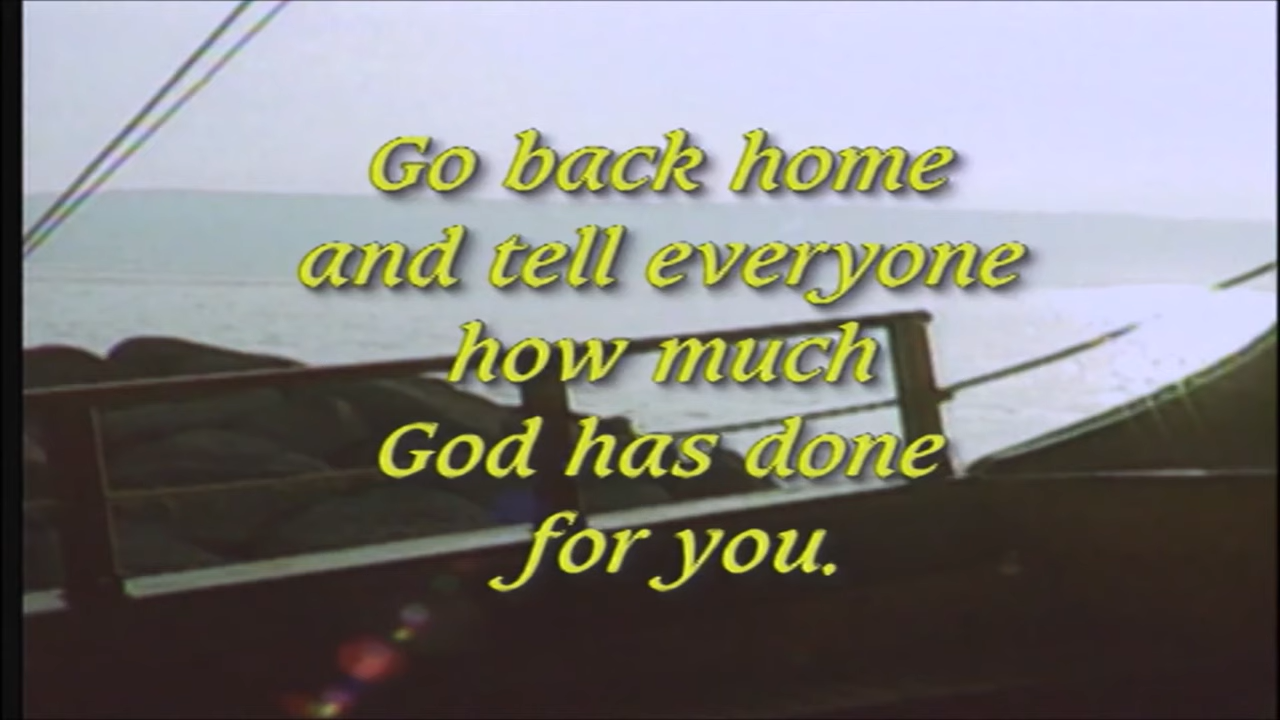 Go back home
and tell everyone
how much
God has done
for you.